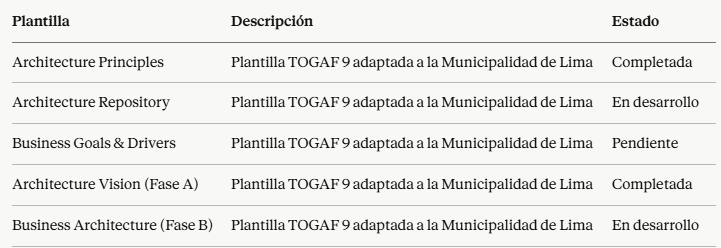 Plantilla Descripción Estado
Architecture Principles Plantilla TOGAF 9 adaptada a la Municipalidad de Lima Completada
Architecture Repository Plantilla TOGAF 9 adaptada a la Municipalidad de Lima En desarrollo
Business Goals & Drivers Plantilla TOGAF 9 adaptada a la Municipalidad de Lima Pendiente
Architecture Vision (Fase A) Plantilla TOGAF 9 adaptada a la Municipalidad de Lima Completada
Business Architecture (Fase B) Plantilla TOGAF 9 adaptada a la Municipalidad de Lima En desarrollo